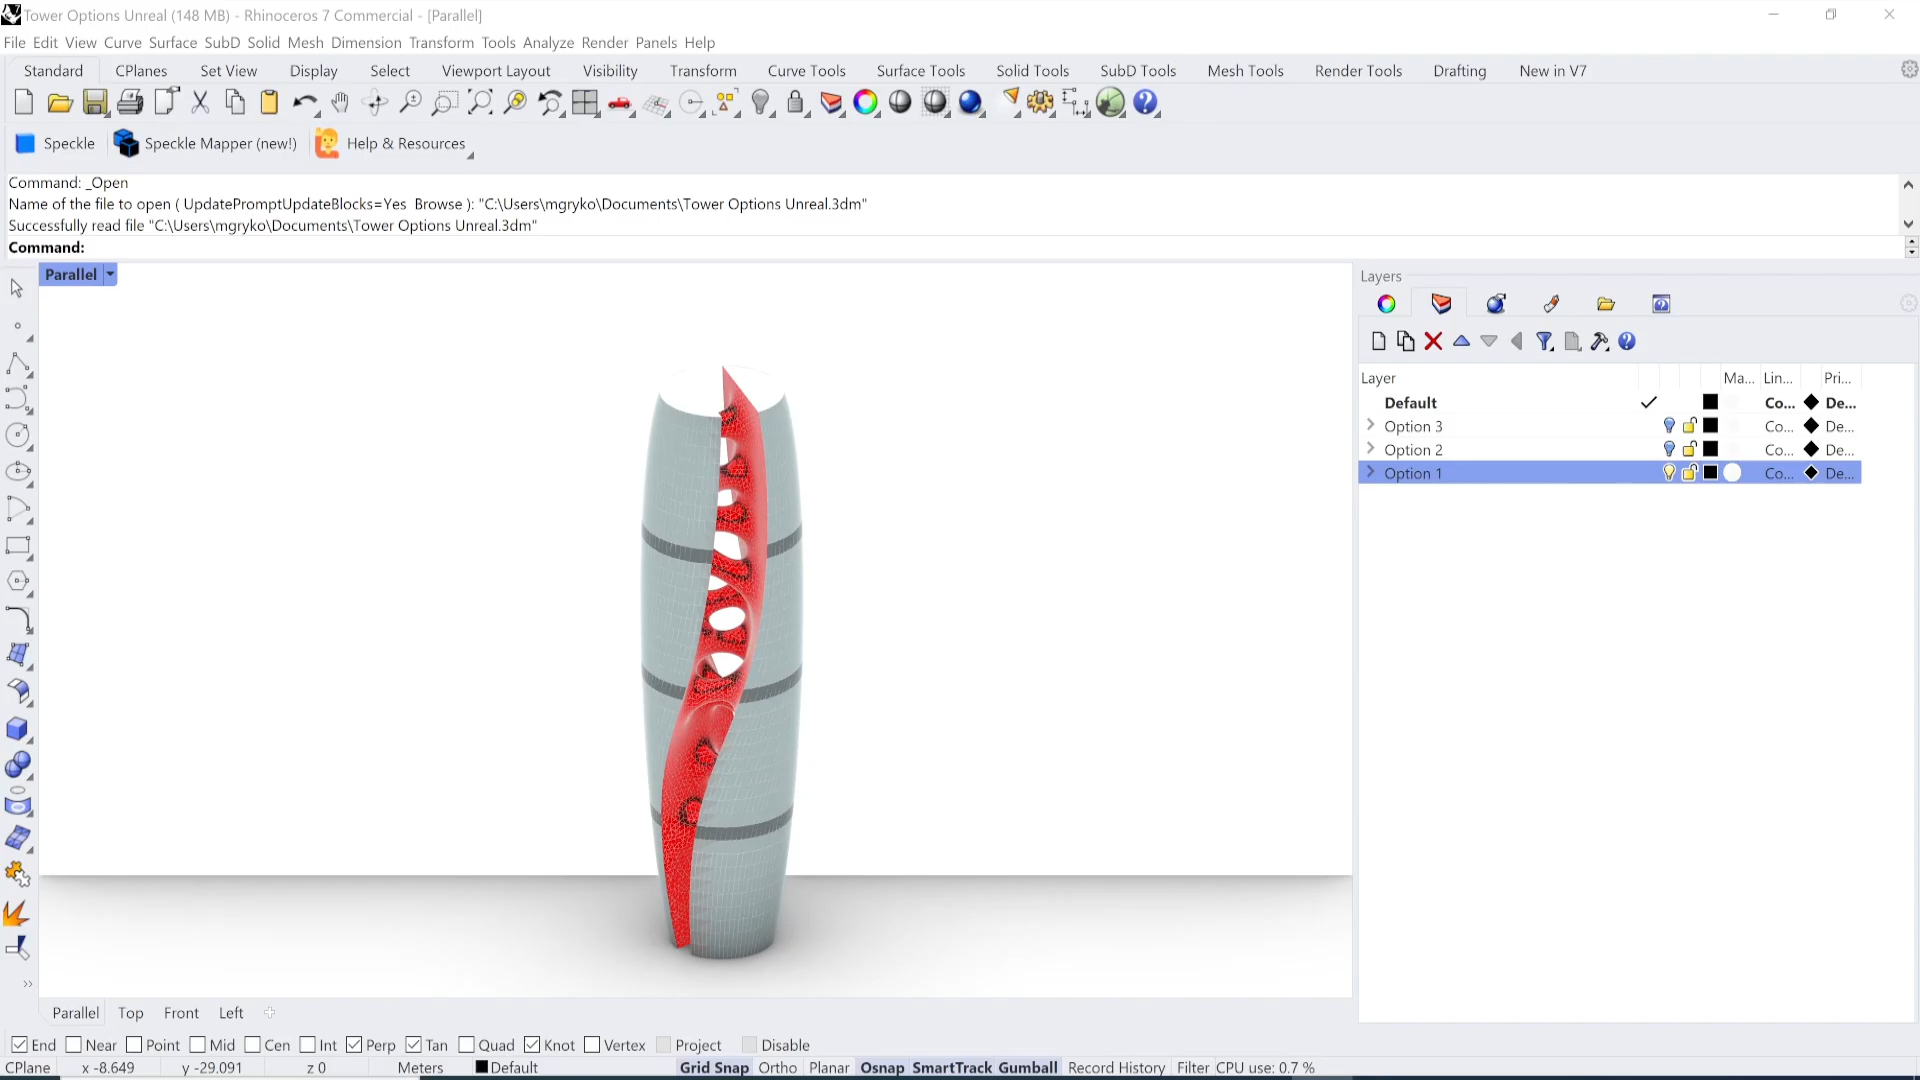 Tower Options Unreal (148 MB) - Rhinoceros 7 Commercial - [Parallel]
File Edit View Curve Surface SubD Solid Mesh Dimension Transform Tools Analyze Render Panels Help
Standard CPlanes Set View Display Select Viewport Layout Visibility Transform Curve Tools Surface Tools Solid Tools SubD Tools Mesh Tools Render Tools Drafting New in V7
Speckle Speckle Mapper (new!) Help & Resources
Command: _Open
Name of the file to open ( UpdatePromptUpdateBlocks=Yes Browse ): "C:\Users\mgryko\Documents\Tower Options Unreal.3dm"
Successfully read file "C:\Users\mgryko\Documents\Tower Options Unreal.3dm"
Command:
Parallel
Layers
Layer Ma... Lin... Pri...
Default Co... De...
Option 3 Co... De...
Option 2 Co... De...
Option 1 Co... De...
Parallel Top Front Left
End Near Point Mid Cen Int Perp Tan Quad Knot Vertex Project Disable
CPlane x -8.649 y -29.091 z 0 Meters Default Grid Snap Ortho Planar Osnap SmartTrack Gumball Record History Filter CPU use: 0.7 %